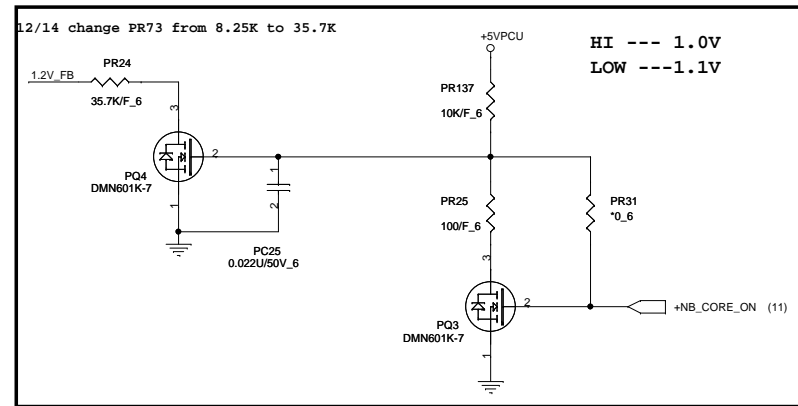 12/14 change PR73 from 8.25K to 35.7K
+5VPCU
HI --- 1.0V
LOW ---1.1V
PR24
1.2V_FB
35.7K/F_6
3
PR137
10K/F_6
2
PQ4
DMN601K-7
1
1
2
PC25
0.022U/50V_6
PR25
100/F_6
PR31
*0_6
3
2
+NB_CORE_ON (11)
PQ3
DMN601K-7
1